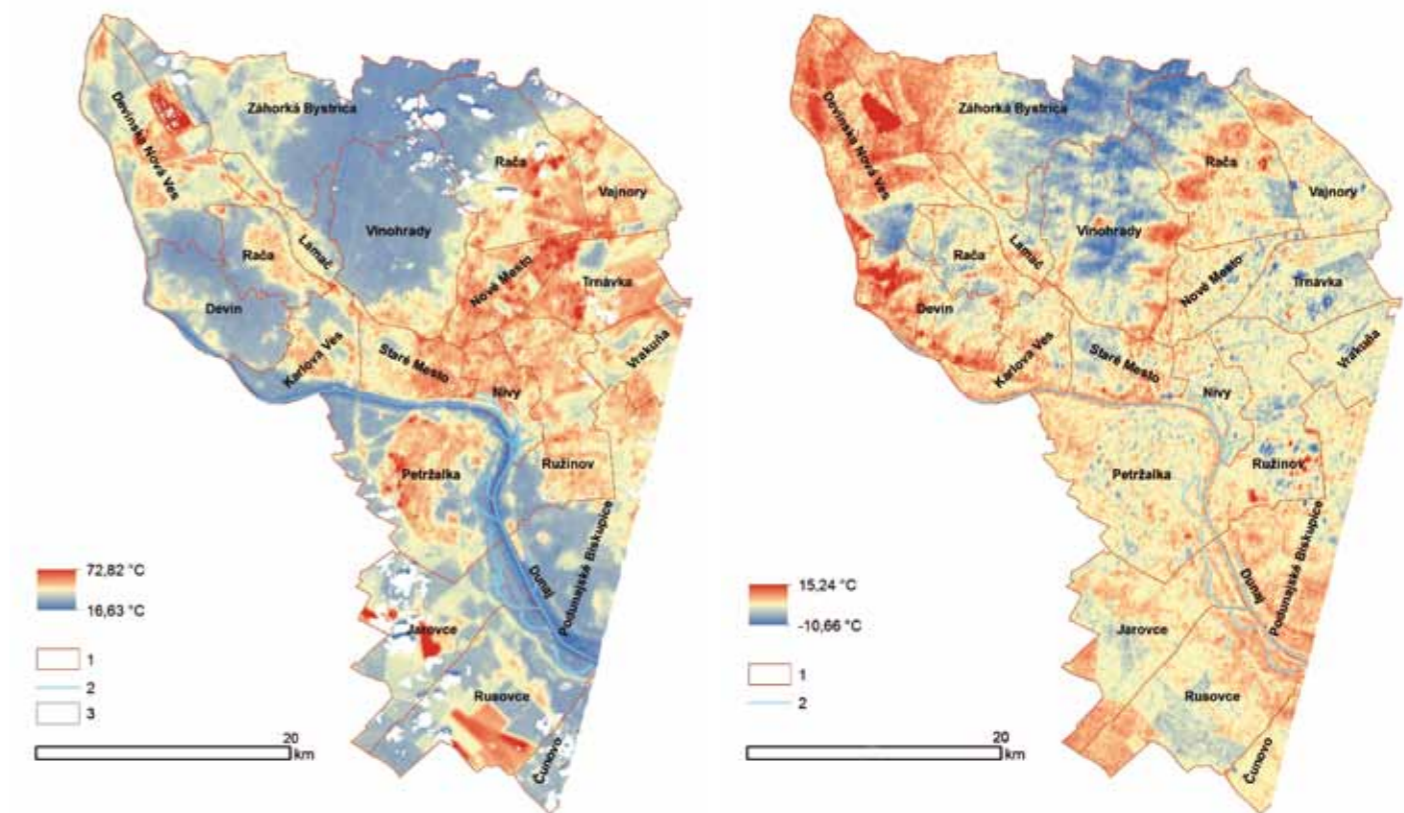 Devínska Nová Ves
Záhorká Bystrica
Rača
Vajnory
Vinohrady
Lamač
Rača
Nové Mesto
Trnávka
Devín
Karlova Ves
Staré Mesto
Vrakuňa
Nivy
Petržalka
Ružinov
Dunaj
Podunajské Biskupice
Jarovce
Rusovce
Čunovo
72,82 °C
16,63 °C
1
2
3
20
km
Devínska Nová Ves
Záhorká Bystrica
Rača
Vajnory
Vinohrady
Lamač
Rača
Nové Mesto
Trnávka
Devín
Karlova Ves
Staré Mesto
Vrakuňa
Nivy
Petržalka
Ružinov
Dunaj
Podunajské Biskupice
Jarovce
Rusovce
Čunovo
15,24 °C
-10,66 °C
1
2
20
km